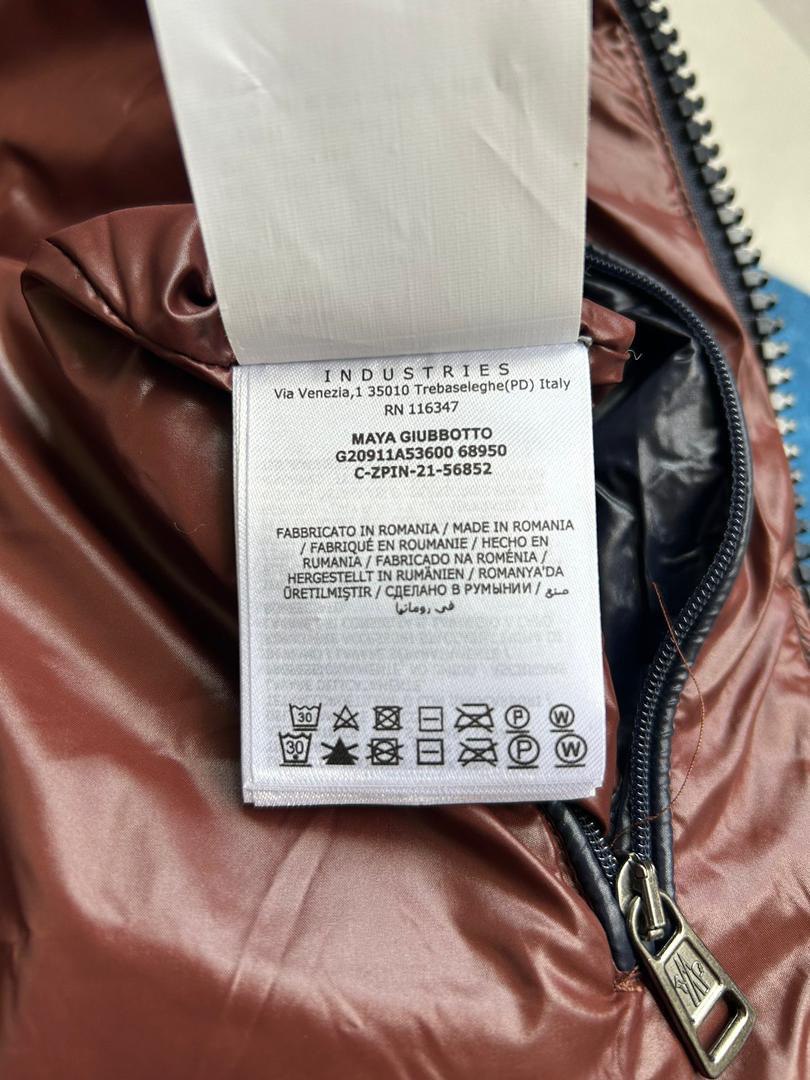 INDUSTRIES
Via Venezia,1 35010 Trebaseleghe(PD) Italy
RN 116347
MAYA GIUBBOTTO
G20911A53600 68950
C-ZPIN-21-56852
FABBRICATO IN ROMANIA / MADE IN ROMANIA
/ FABRIQUÉ EN ROUMANIE / HECHO EN
RUMANIA / FABRICADO NA ROMÉNIA /
HERGESTELLT IN RUMÄNIEN / ROMANYA'DA
ÜRETILMIŞTIR / СДЕЛАНО В РУМЫНИИ / صنع
في رومانيا
30 P W
30 P W